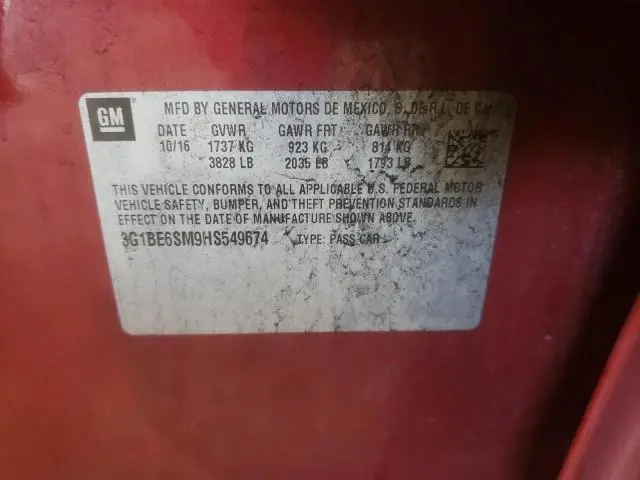 GM
MFD BY GENERAL MOTORS DE MEXICO, S. DE R.L. DE C.V.
DATE GVWR GAWR FRT GAWR RR
10/16 1737 KG 923 KG 814 KG
3828 LB 2035 LB 1793 LB
THIS VEHICLE CONFORMS TO ALL APPLICABLE U.S. FEDERAL MOTOR
VEHICLE SAFETY, BUMPER, AND THEFT PREVENTION STANDARDS IN
EFFECT ON THE DATE OF MANUFACTURE SHOWN ABOVE.
3G1BE6SM9HS549674 TYPE: PASS CAR